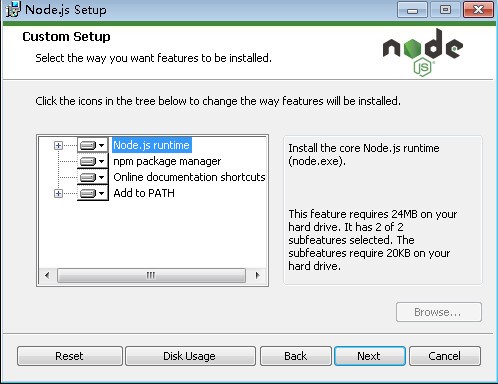 Node.js Setup
Custom Setup
Select the way you want features to be installed.
node
JS
Click the icons in the tree below to change the way features will be installed.
Node.js runtime
npm package manager
Online documentation shortcuts
Add to PATH
Install the core Node.js runtime
(node.exe).
This feature requires 24MB on your
hard drive. It has 2 of 2
subfeatures selected. The
subfeatures require 20KB on your
hard drive.
Browse...
Reset
Disk Usage
Back
Next
Cancel